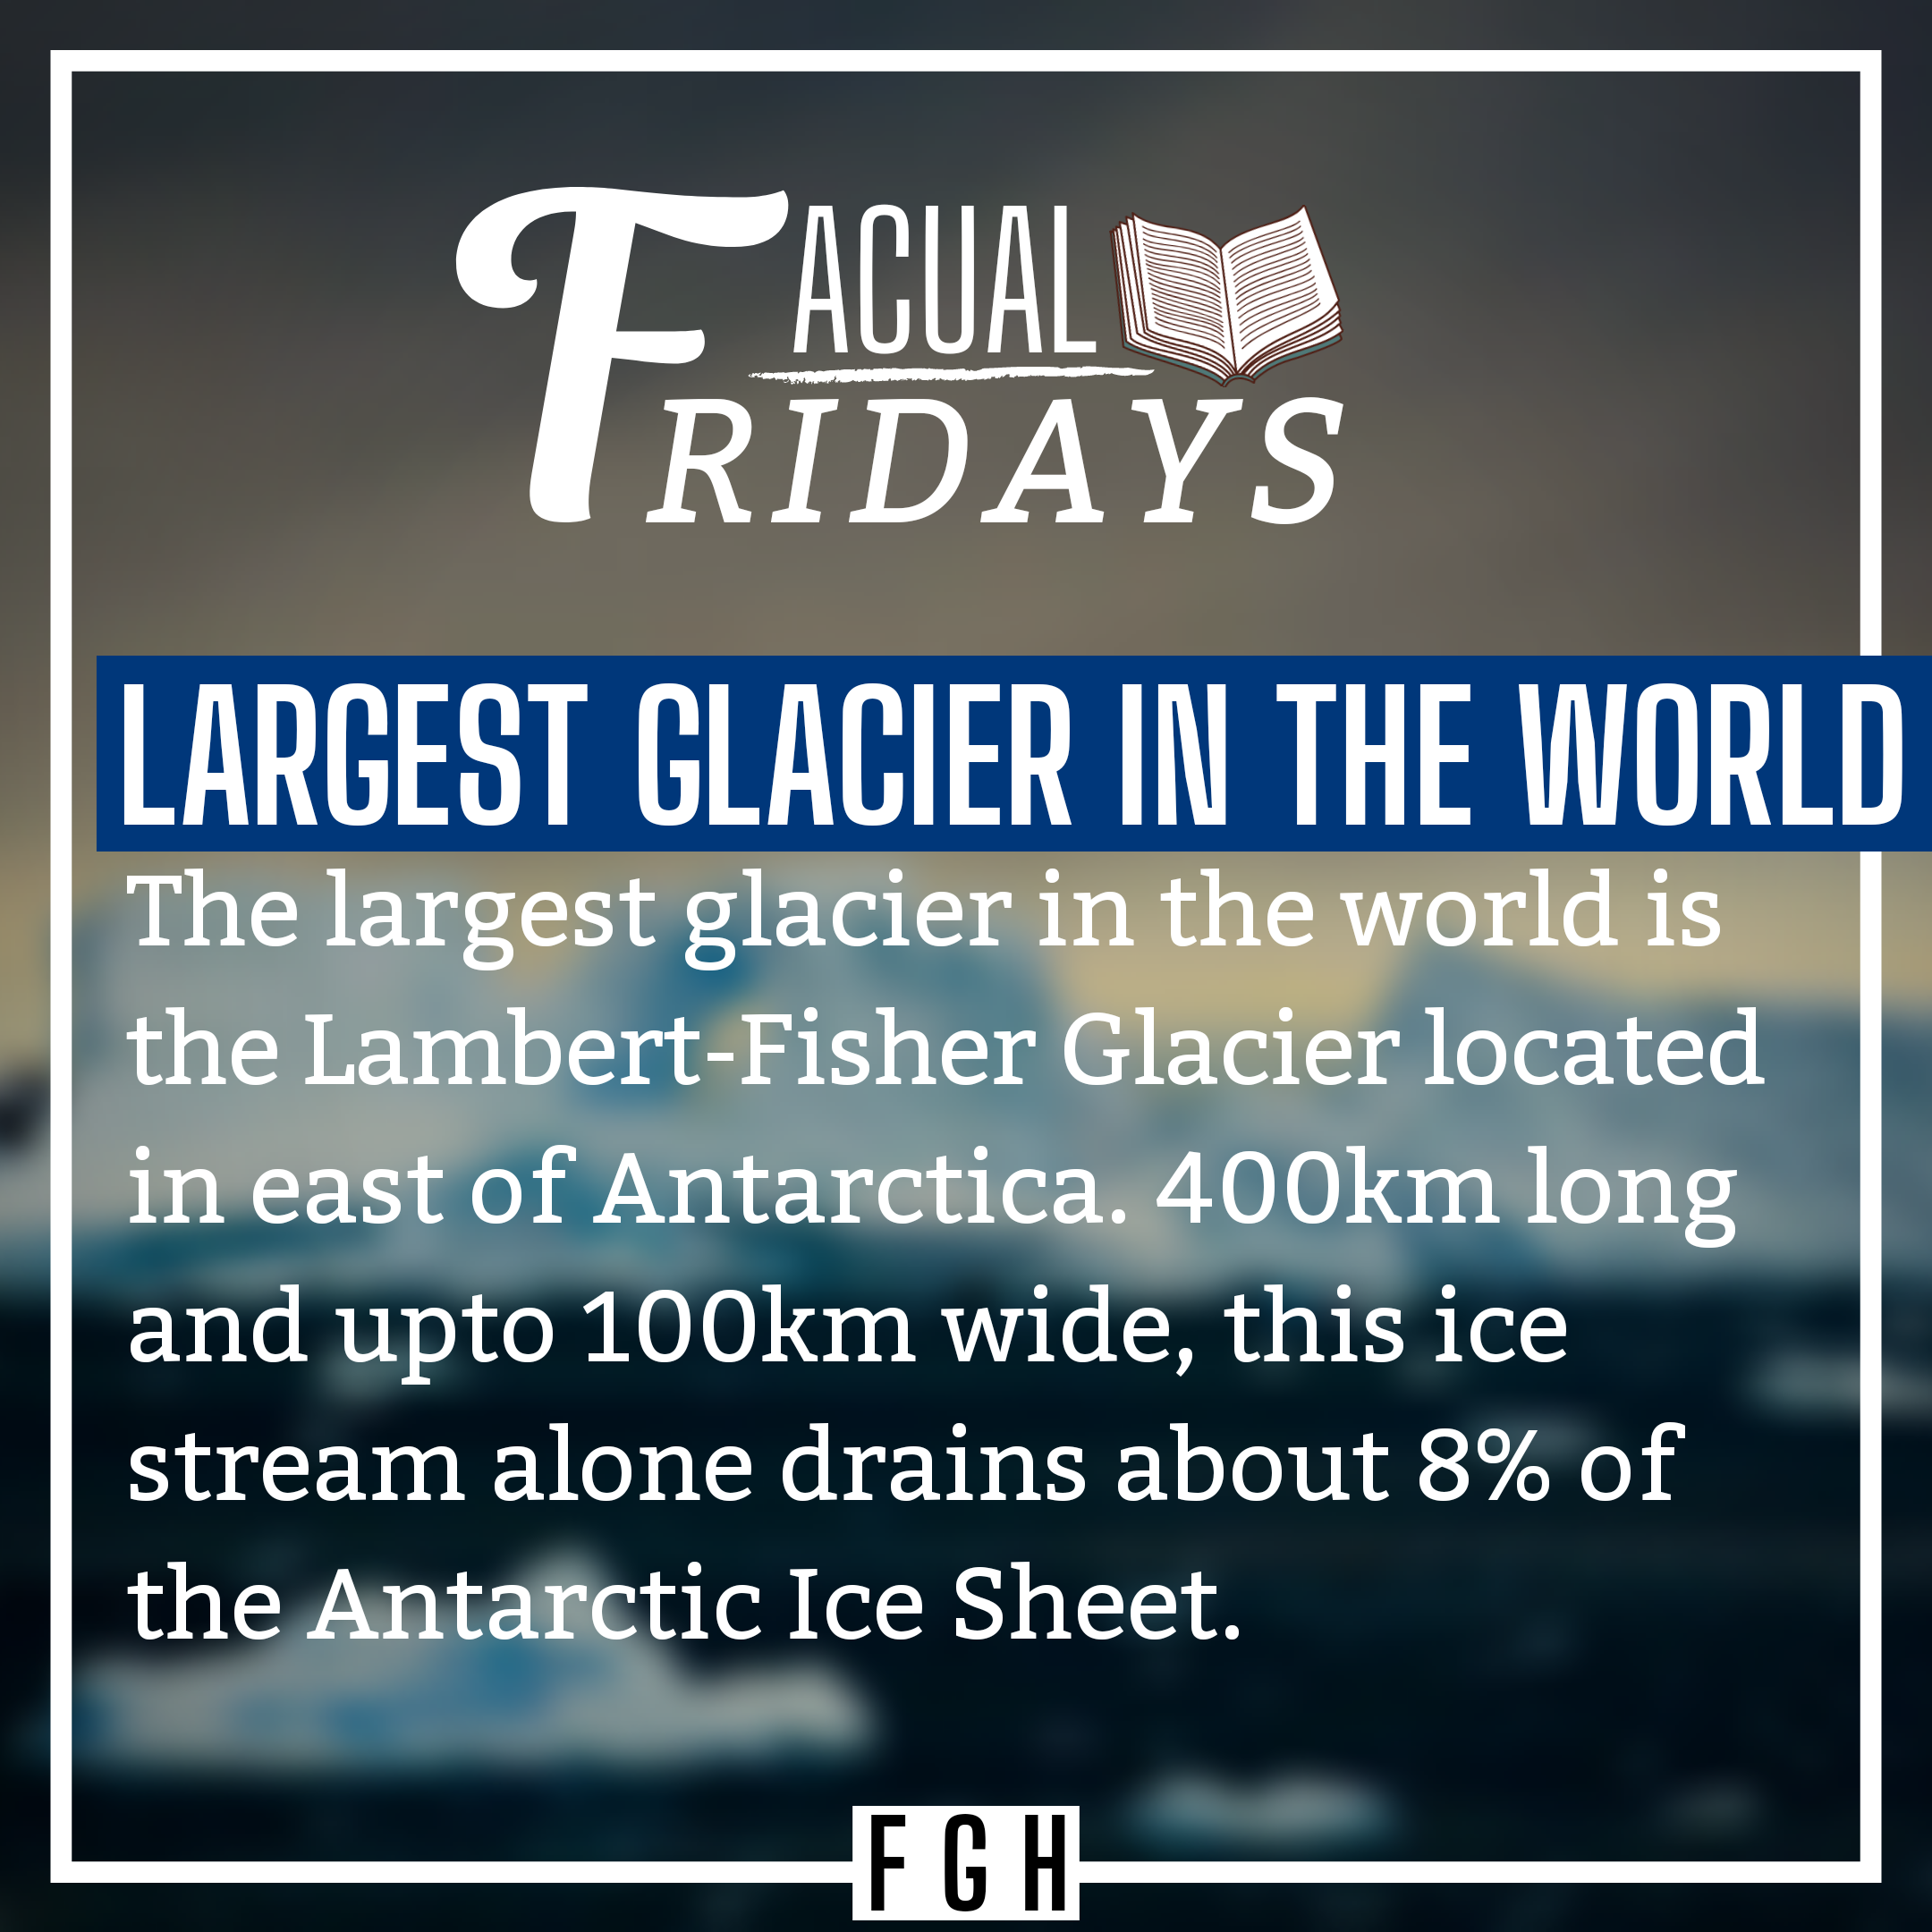 FACUAL
FRIDAYS
LARGEST GLACIER IN THE WORLD
The largest glacier in the world is
the Lambert-Fisher Glacier located
in east of Antarctica. 400km long
and upto 100km wide, this ice
stream alone drains about 8% of
the Antarctic Ice Sheet.
F G H